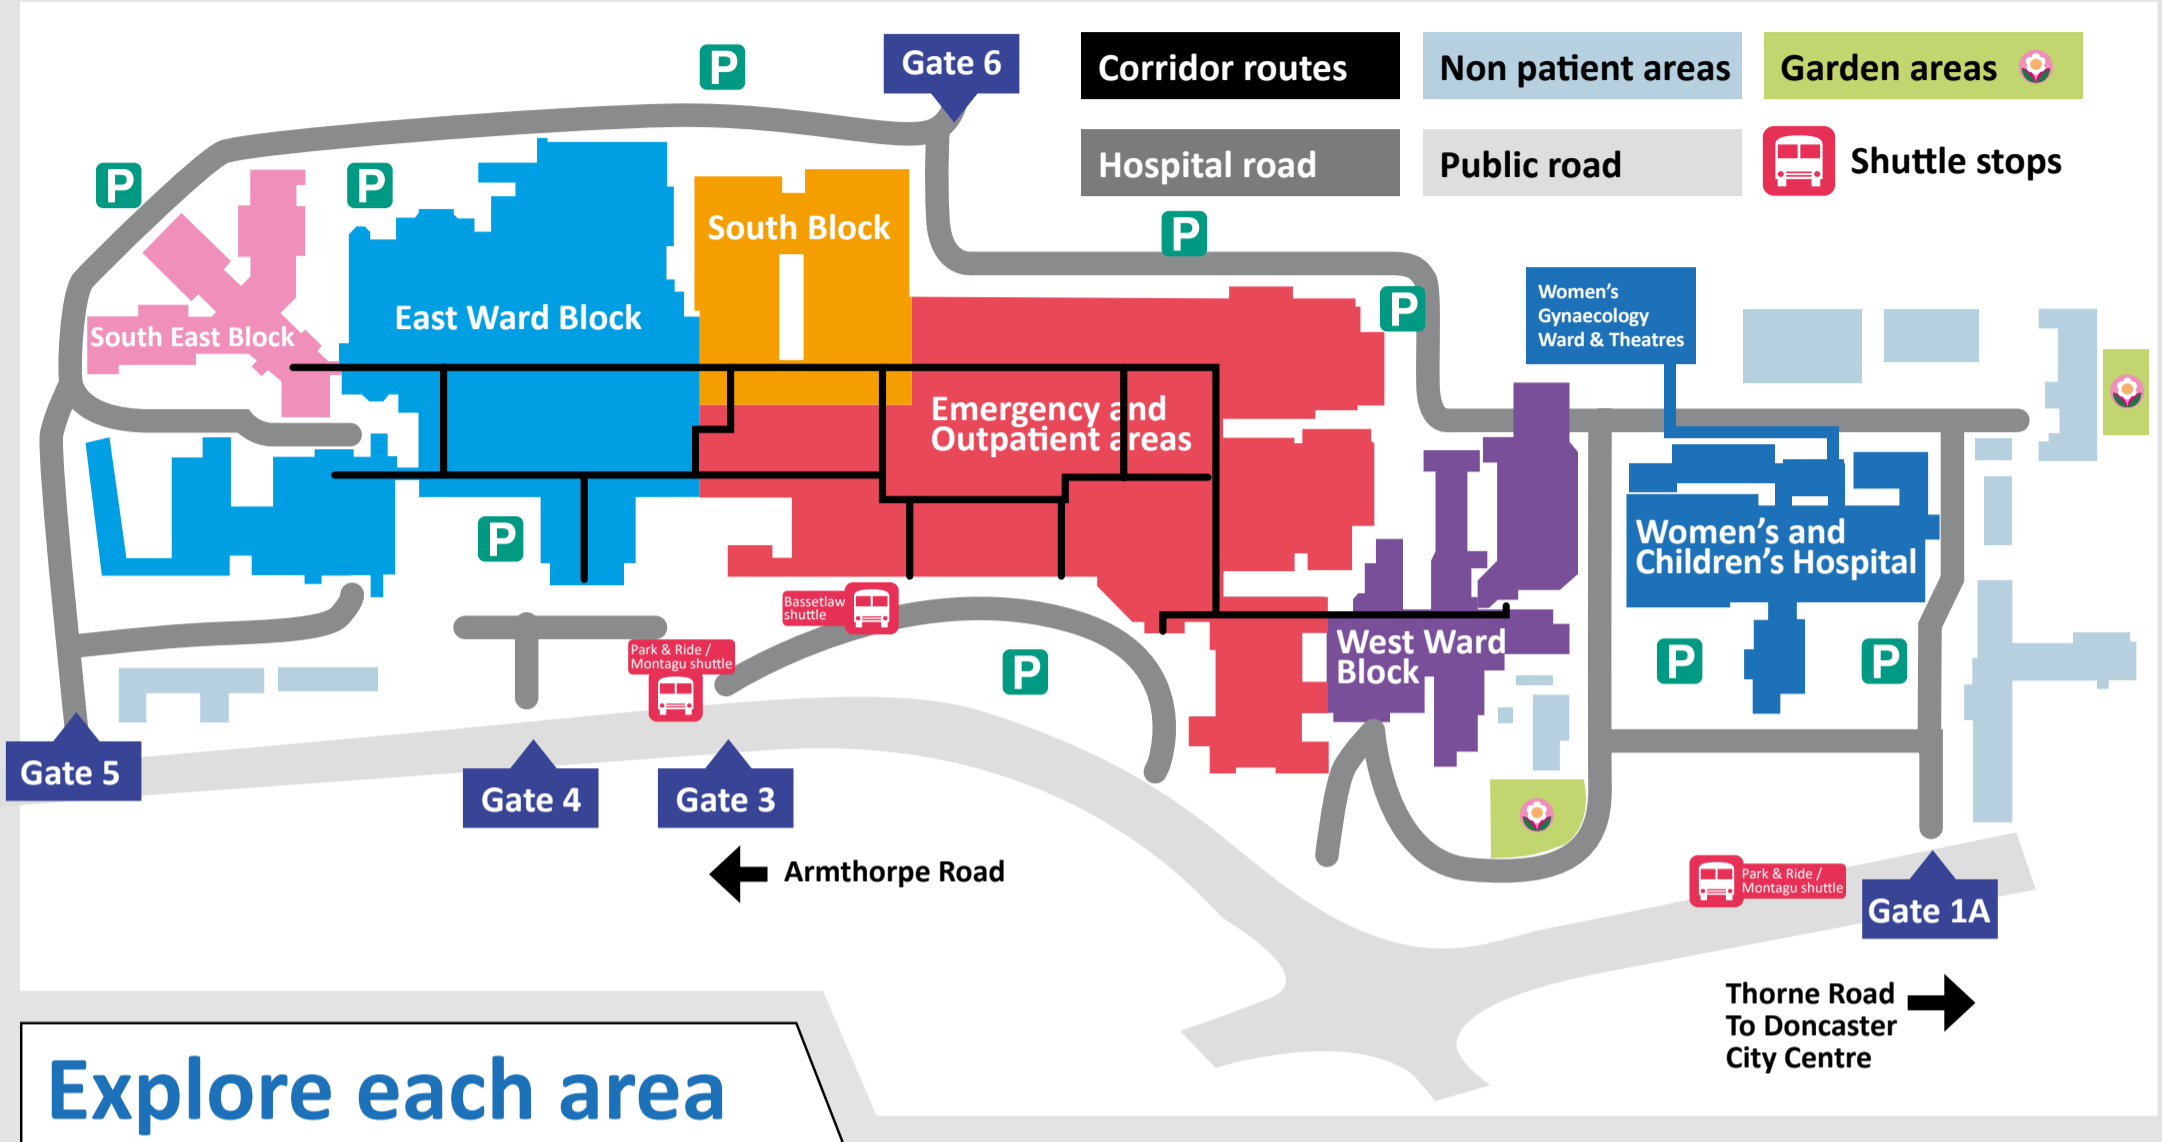 P
Gate 6
Corridor routes
Non patient areas
Garden areas
Hospital road
Public road
Shuttle stops
P
P
P
South Block
P
Women's
Gynaecology
Ward & Theatres
East Ward Block
South East Block
Emergency and
Outpatient areas
P
Women's and
Children's Hospital
Bassetlaw
shuttle
Park & Ride /
Montagu shuttle
P
West Ward
Block
P
P
Gate 5
Gate 4
Gate 3
Armthorpe Road
Park & Ride /
Montagu shuttle
Gate 1A
Thorne Road
To Doncaster
City Centre
Explore each area